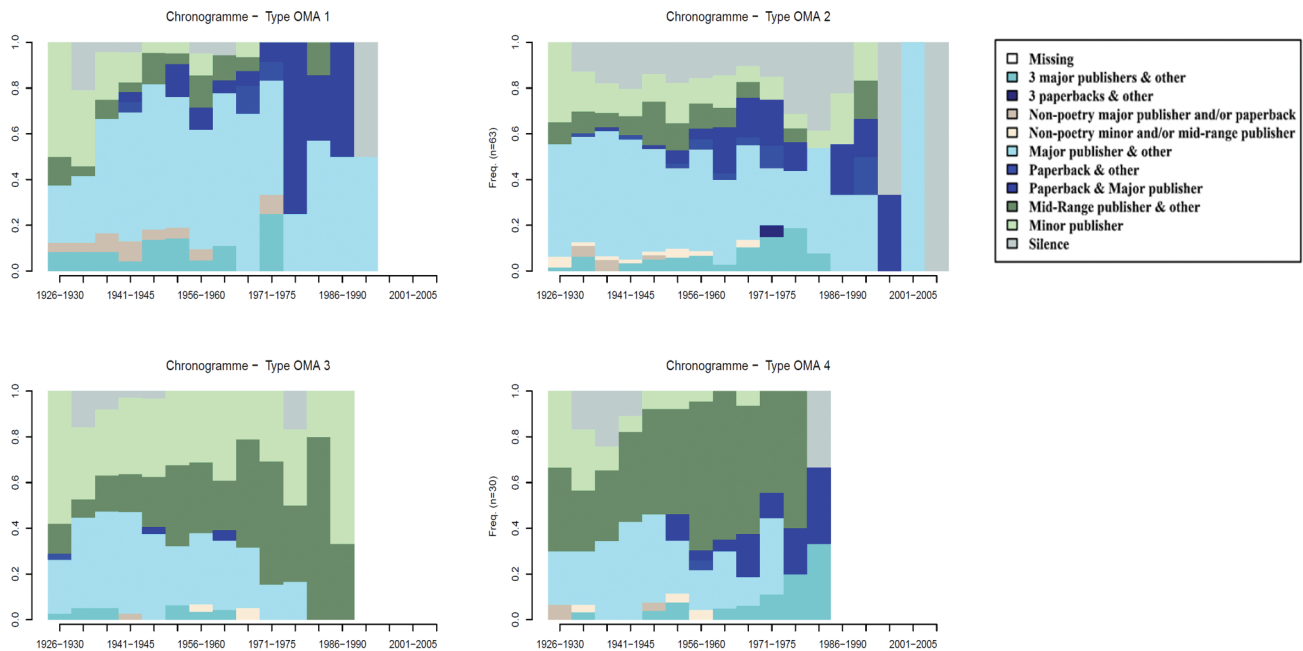 Chronogramme - Type OMA 1
1.0
0.8
0.6
0.4
0.2
0.0
1926-1930 1941-1945 1956-1960 1971-1975 1986-1990 2001-2005
Chronogramme - Type OMA 2
Freq. (n=63)
1.0
0.8
0.6
0.4
0.2
0.0
1926-1930 1941-1945 1956-1960 1971-1975 1986-1990 2001-2005
Missing
3 major publishers & other
3 paperbacks & other
Non-poetry major publisher and/or paperback
Non-poetry minor and/or mid-range publisher
Major publisher & other
Paperback & other
Paperback & Major publisher
Mid-Range publisher & other
Minor publisher
Silence
Chronogramme - Type OMA 3
1.0
0.8
0.6
0.4
0.2
0.0
1926-1930 1941-1945 1956-1960 1971-1975 1986-1990 2001-2005
Chronogramme - Type OMA 4
Freq. (n=30)
1.0
0.8
0.6
0.4
0.2
0.0
1926-1930 1941-1945 1956-1960 1971-1975 1986-1990 2001-2005